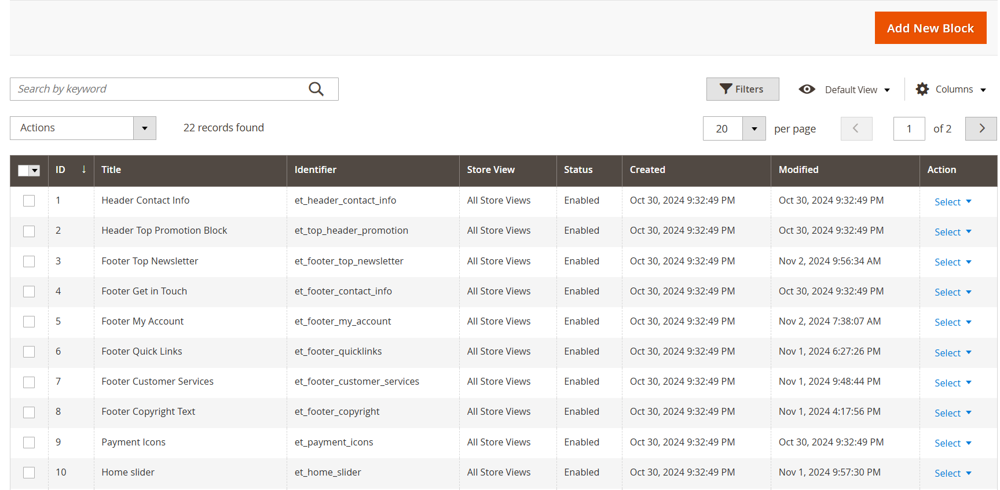 Add New Block
Search by keyword
Filters Default View Columns
Actions 22 records found 20 per page 1 of 2
ID ↓ Title Identifier Store View Status Created Modified Action
1 Header Contact Info et_header_contact_info All Store Views Enabled Oct 30, 2024 9:32:49 PM Oct 30, 2024 9:32:49 PM Select
2 Header Top Promotion Block et_top_header_promotion All Store Views Enabled Oct 30, 2024 9:32:49 PM Oct 30, 2024 9:32:49 PM Select
3 Footer Top Newsletter et_footer_top_newsletter All Store Views Enabled Oct 30, 2024 9:32:49 PM Nov 2, 2024 9:56:34 AM Select
4 Footer Get in Touch et_footer_contact_info All Store Views Enabled Oct 30, 2024 9:32:49 PM Oct 30, 2024 9:32:49 PM Select
5 Footer My Account et_footer_my_account All Store Views Enabled Oct 30, 2024 9:32:49 PM Nov 2, 2024 7:38:07 AM Select
6 Footer Quick Links et_footer_quicklinks All Store Views Enabled Oct 30, 2024 9:32:49 PM Nov 1, 2024 6:27:26 PM Select
7 Footer Customer Services et_footer_customer_services All Store Views Enabled Oct 30, 2024 9:32:49 PM Nov 1, 2024 9:48:44 PM Select
8 Footer Copyright Text et_footer_copyright All Store Views Enabled Oct 30, 2024 9:32:49 PM Nov 1, 2024 4:17:56 PM Select
9 Payment Icons et_payment_icons All Store Views Enabled Oct 30, 2024 9:32:49 PM Oct 30, 2024 9:32:49 PM Select
10 Home slider et_home_slider All Store Views Enabled Oct 30, 2024 9:32:49 PM Nov 1, 2024 9:57:30 PM Select